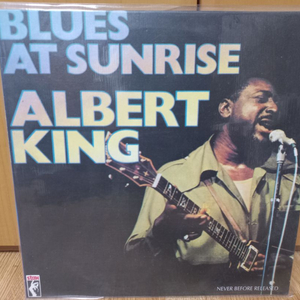 BLUES
AT SUNRISE
ALBERT
KING
NEVER BEFORE RELEASED